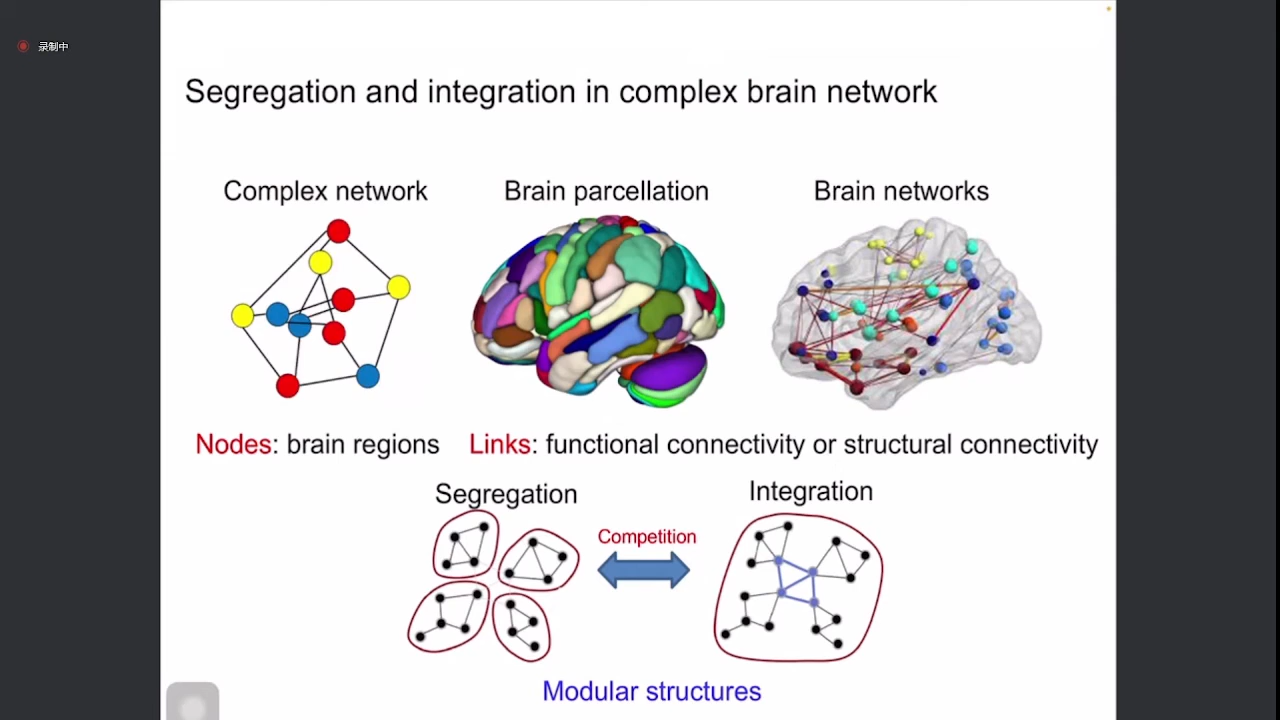 录制中
Segregation and integration in complex brain network
Complex network
Brain parcellation
Brain networks
Nodes: brain regions
Links: functional connectivity or structural connectivity
Segregation
Integration
Competition
Modular structures